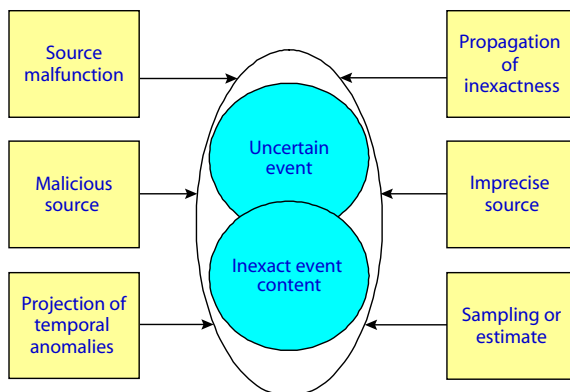 Source
malfunction
Propagation
of
inexactness
Uncertain
event
Malicious
source
Imprecise
source
Inexact event
content
Projection of
temporal
anomalies
Sampling or
estimate